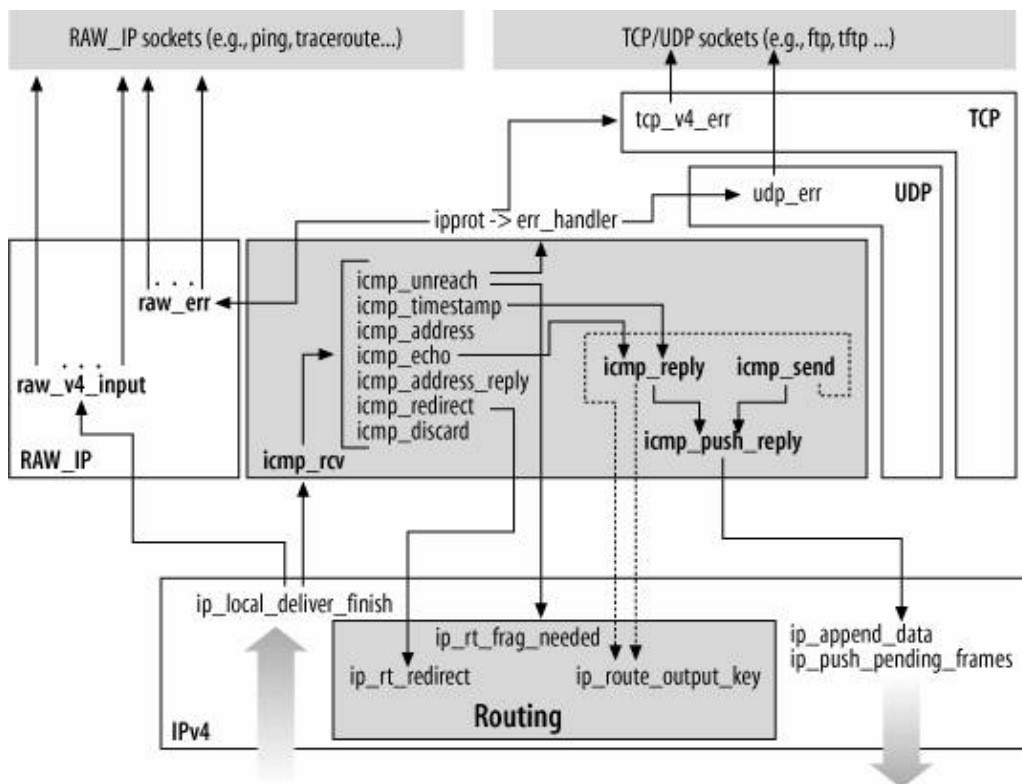 RAW_IP sockets (e.g., ping, traceroute...)
TCP/UDP sockets (e.g., ftp, tftp ...)
tcp_v4_err
TCP
udp_err
UDP
ipprot -> err_handler
raw_err
icmp_unreach
icmp_timestamp
icmp_address
icmp_echo
icmp_address_reply
icmp_redirect
icmp_discard
icmp_reply
icmp_send
icmp_push_reply
raw_v4_input
RAW_IP
icmp_rcv
ip_local_deliver_finish
ip_rt_frag_needed
ip_rt_redirect
ip_route_output_key
Routing
ip_append_data
ip_push_pending_frames
IPv4